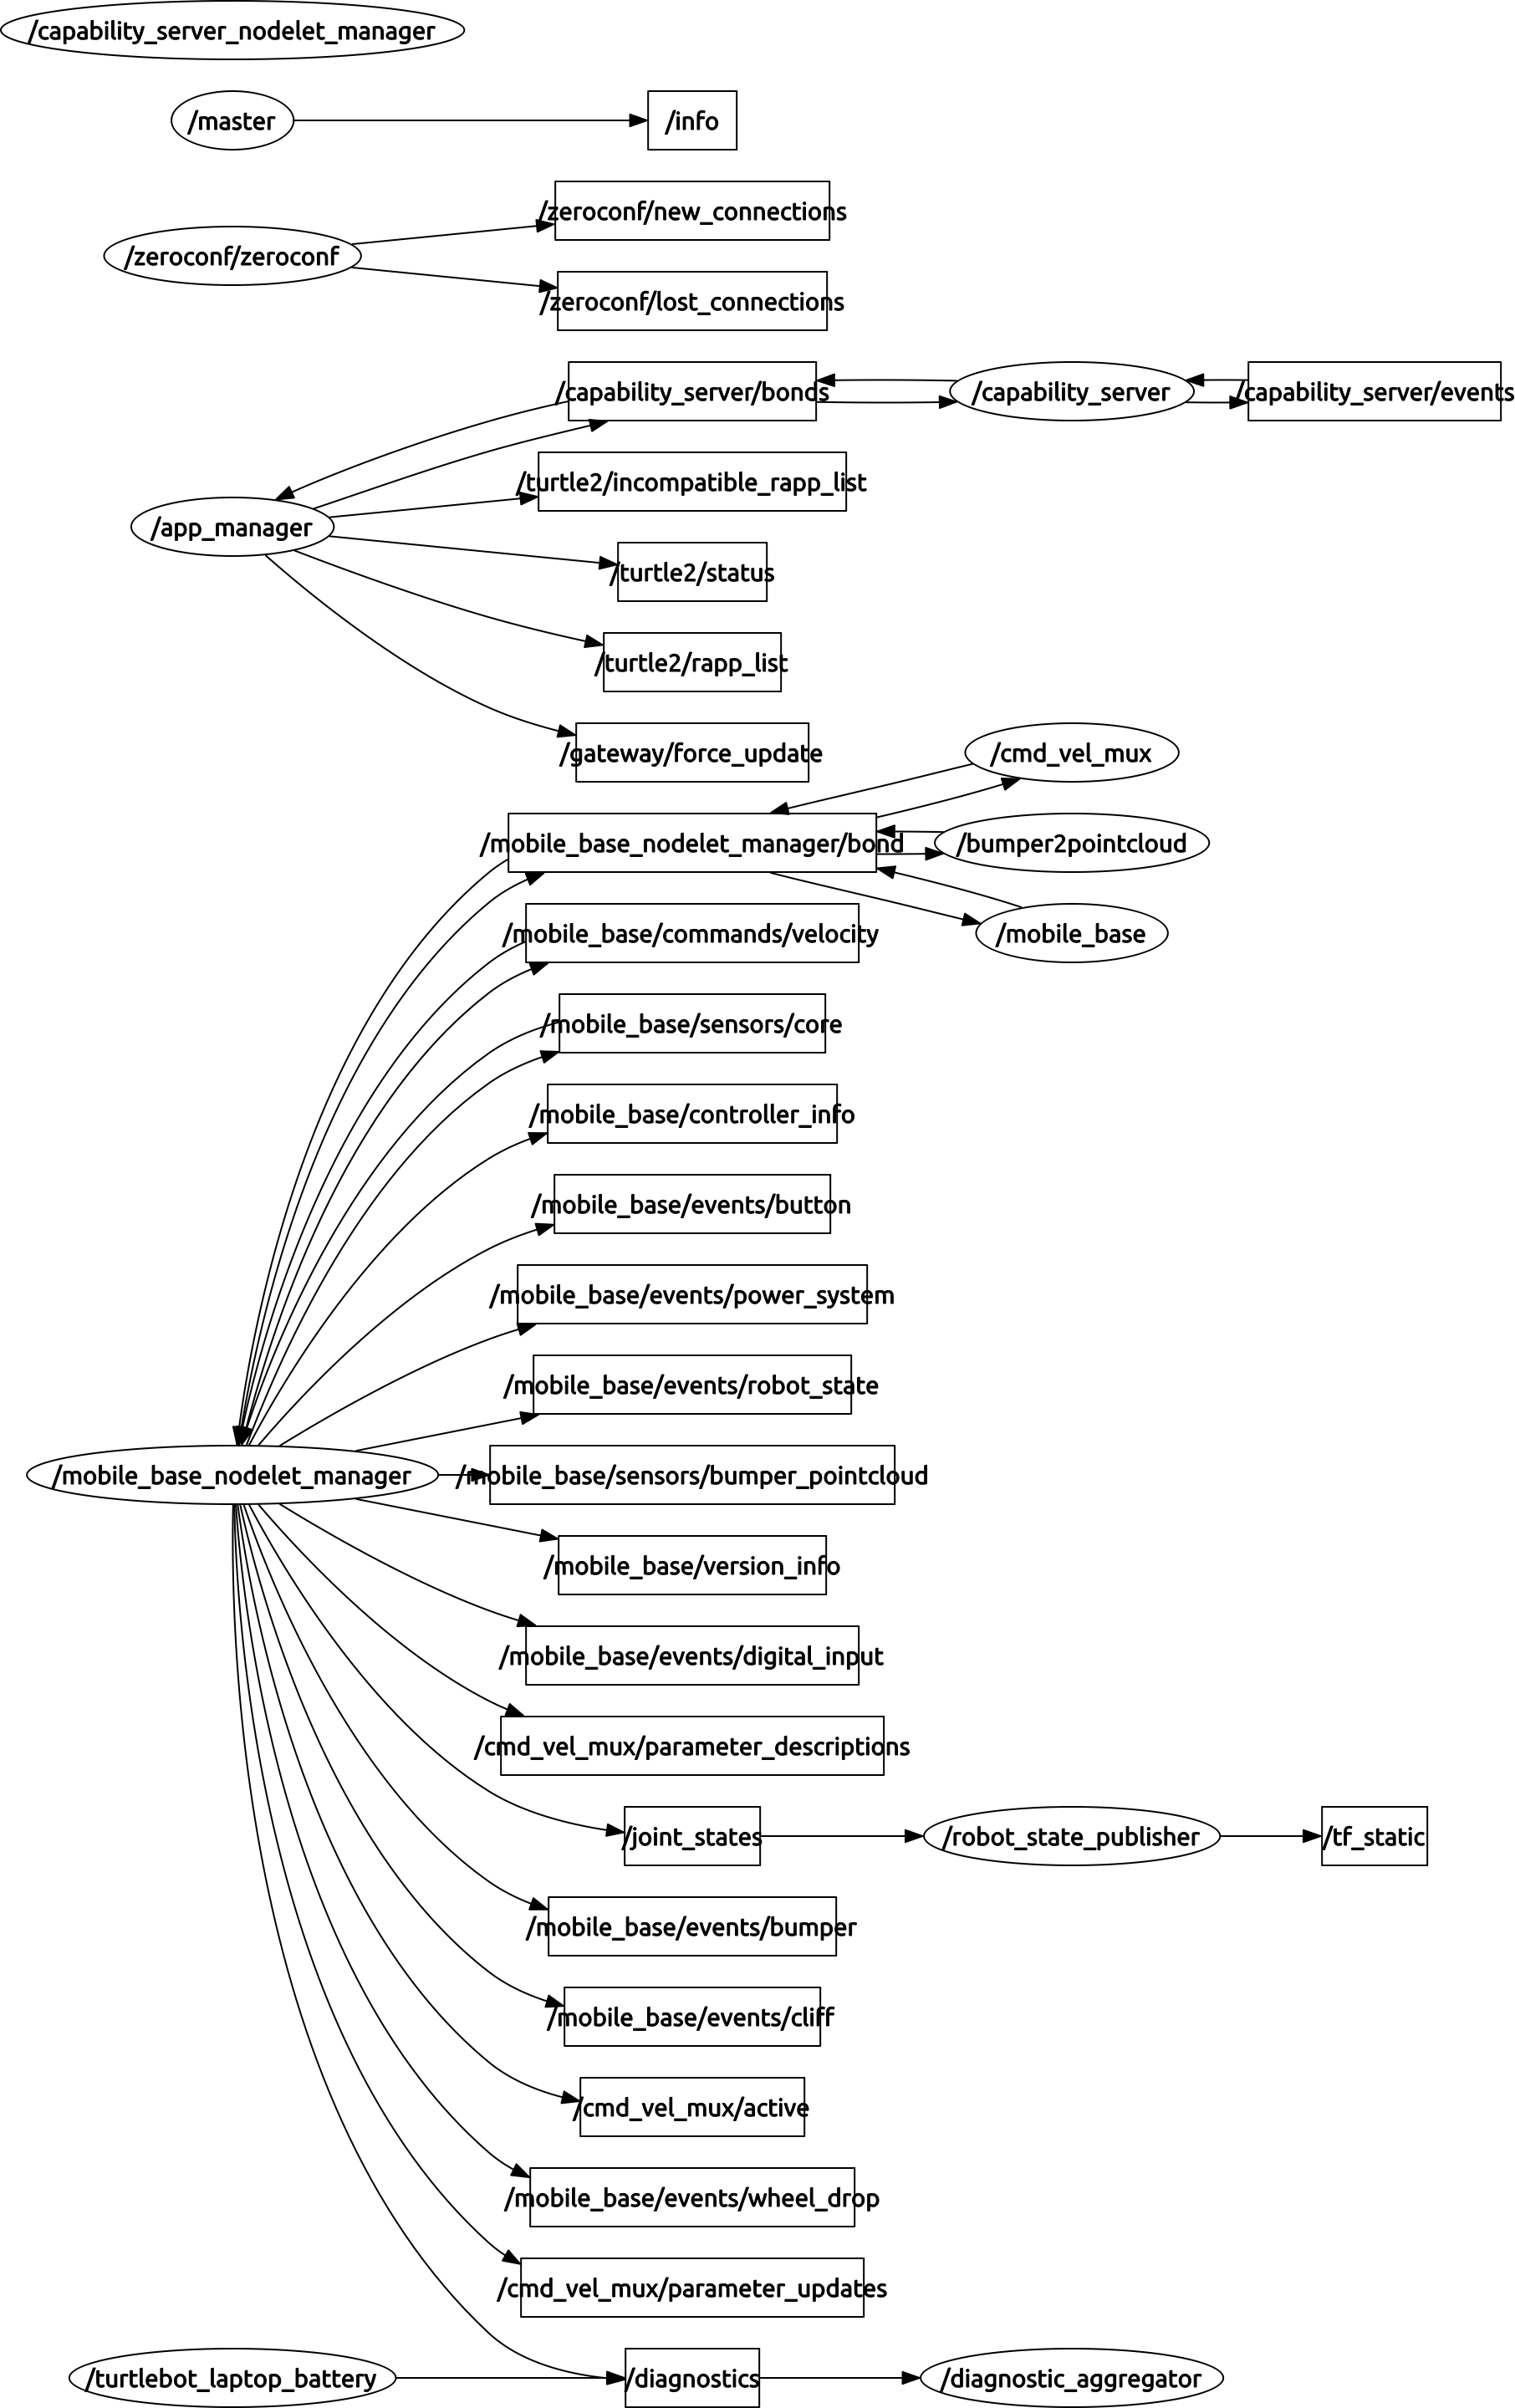 /capability_server_nodelet_manager
/master
/info
/zeroconf/new_connections
/zeroconf/zeroconf
/zeroconf/lost_connections
/capability_server/bonds
/capability_server
/capability_server/events
/turtle2/incompatible_rapp_list
/app_manager
/turtle2/status
/turtle2/rapp_list
/gateway/force_update
/cmd_vel_mux
/mobile_base_nodelet_manager/bond
/bumper2pointcloud
/mobile_base/commands/velocity
/mobile_base
/mobile_base/sensors/core
/mobile_base/controller_info
/mobile_base/events/button
/mobile_base/events/power_system
/mobile_base/events/robot_state
/mobile_base_nodelet_manager
/mobile_base/sensors/bumper_pointcloud
/mobile_base/version_info
/mobile_base/events/digital_input
/cmd_vel_mux/parameter_descriptions
/joint_states
/robot_state_publisher
/tf_static
/mobile_base/events/bumper
/mobile_base/events/cliff
/cmd_vel_mux/active
/mobile_base/events/wheel_drop
/cmd_vel_mux/parameter_updates
/turtlebot_laptop_battery
/diagnostics
/diagnostic_aggregator